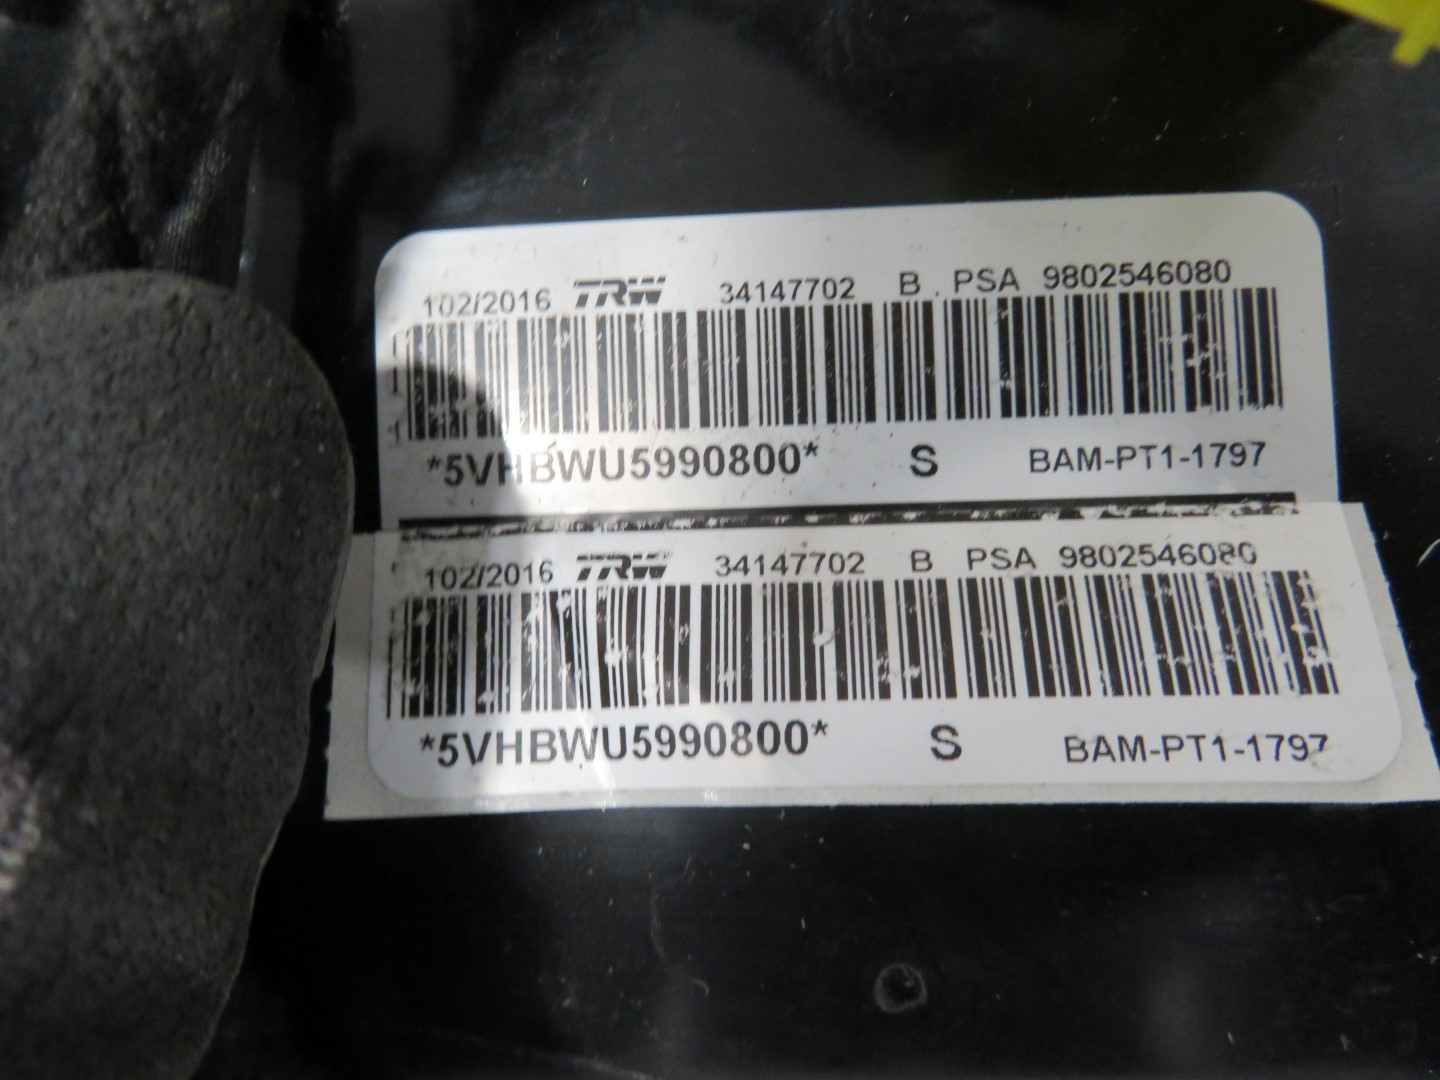 102/2016 TRW 34147702 B. PSA 9802546080
*5VHBWU5990800* S BAM-PT1-1797
102/2016 TRW 34147702 B PSA 9802546080
*5VHBWU5990800* S BAM-PT1-1797